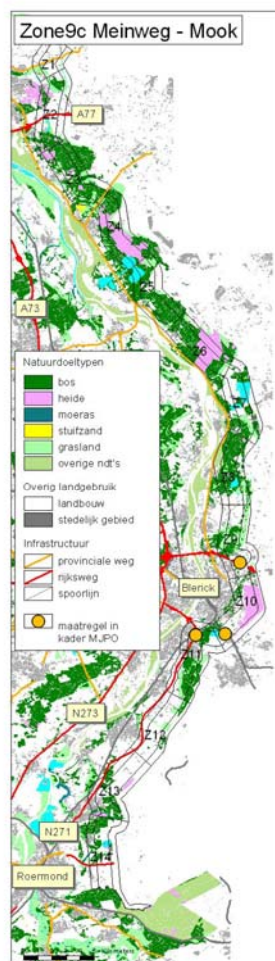 Zone9c Meinweg - Mook
Z1
Z2
A77
Z4
Z5
A73
Z6
Natuurdoeltypen
bos
heide
moeras
stuifzand
grasland
overige ndt's
Overig landgebruik
landbouw
stedelijk gebied
Infrastructuur
provinciale weg
rijksweg
spoorlijn
maatregel in
kader MJPO
Blerick
Z10
Z11
N273
Z12
Z13
N271
Z14
Roermond